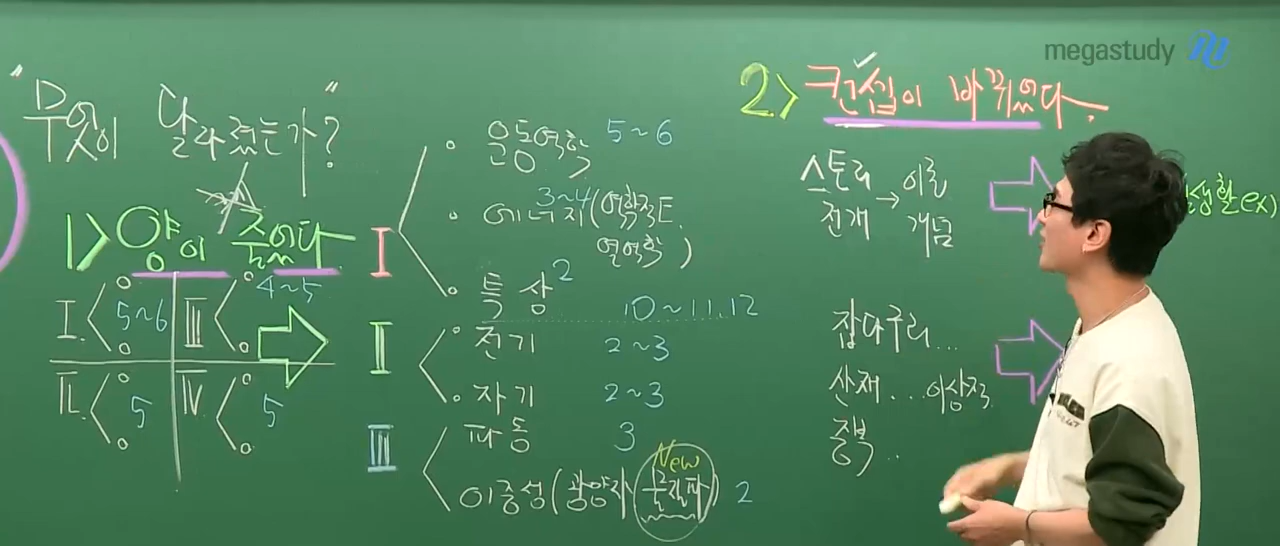 megastudy
"무엇이 달라졌는가?"
1> 양이 줄었다
I 5~6
III 4~5
II 5
IV 5
I
운동역학 5~6
에너지(역학적E. 열역학) 3~4
특상 2
10~11.12
II
전기 2~3
자기 2~3
III
파동 3
이중성(광양자 물질파) 2
New
2> 컨셉이 바뀌었다.
스토리 전개 → 이론 개념
실생활ex)
잡다구리...
산재...이상적.
중복..